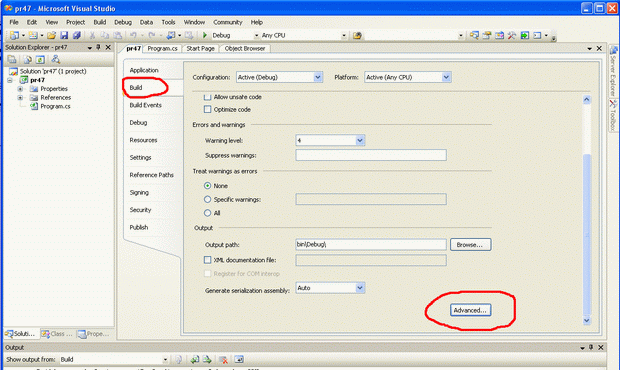 pr47 - Microsoft Visual Studio
File Edit View Project Build Debug Data Tools Window Community Help
Debug Any CPU
Solution Explorer - pr47
pr47 Program.cs Start Page Object Browser
Solution 'pr47' (1 project)
pr47
Properties
References
Program.cs
Application
Build
Build Events
Debug
Resources
Settings
Reference Paths
Signing
Security
Publish
Configuration: Active (Debug) Platform: Active (Any CPU)
Allow unsafe code
Optimize code
Errors and warnings
Warning level: 4
Suppress warnings:
Treat warnings as errors
None
Specific warnings:
All
Output
Output path: bin\Debug\ Browse...
XML documentation file:
Register for COM interop
Generate serialization assembly: Auto
Advanced...
Server Explorer
Toolbox
Soluti... Class ... Prope...
Output
Show output from: Build